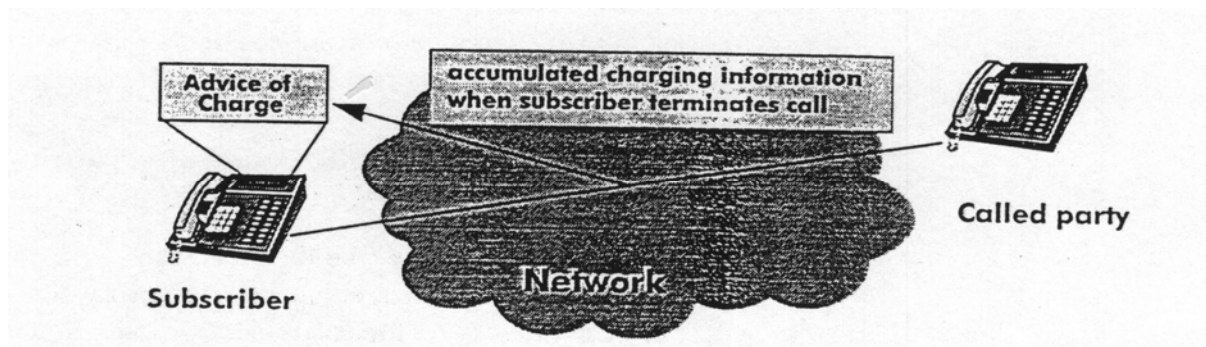 Advice of
Charge
accumulated charging information
when subscriber terminates call
Called party
Network
Subscriber